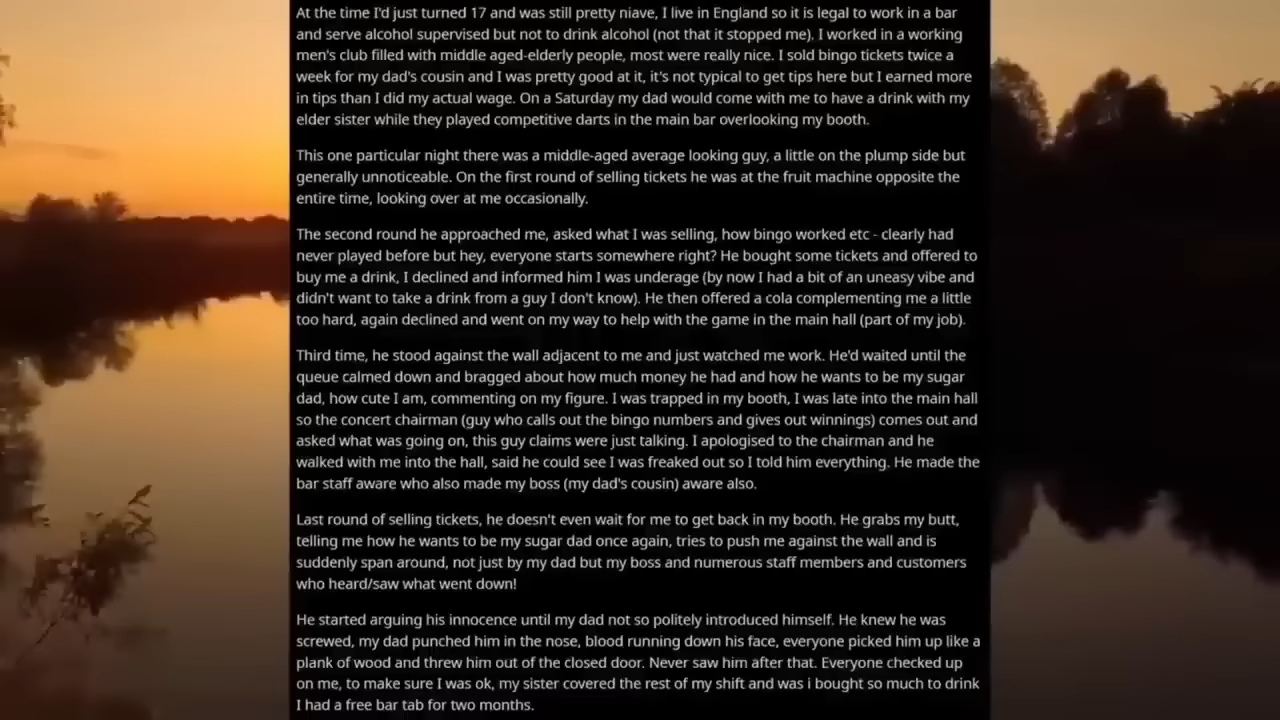 At the time I'd just turned 17 and was still pretty niave, I live in England so it is legal to work in a bar
and serve alcohol supervised but not to drink alcohol (not that it stopped me). I worked in a working
men's club filled with middle aged-elderly people, most were really nice. I sold bingo tickets twice a
week for my dad's cousin and I was pretty good at it, it's not typical to get tips here but I earned more
in tips than I did my actual wage. On a Saturday my dad would come with me to have a drink with my
elder sister while they played competitive darts in the main bar overlooking my booth.
This one particular night there was a middle-aged average looking guy, a little on the plump side but
generally unnoticeable. On the first round of selling tickets he was at the fruit machine opposite the
entire time, looking over at me occasionally.
The second round he approached me, asked what I was selling, how bingo worked etc - clearly had
never played before but hey, everyone starts somewhere right? He bought some tickets and offered to
buy me a drink, I declined and informed him I was underage (by now I had a bit of an uneasy vibe and
didn't want to take a drink from a guy I don't know). He then offered a cola complementing me a little
too hard, again declined and went on my way to help with the game in the main hall (part of my job).
Third time, he stood against the wall adjacent to me and just watched me work. He'd waited until the
queue calmed down and bragged about how much money he had and how he wants to be my sugar
dad, how cute I am, commenting on my figure. I was trapped in my booth, I was late into the main hall
so the concert chairman (guy who calls out the bingo numbers and gives out winnings) comes out and
asked what was going on, this guy claims were just talking. I apologised to the chairman and he
walked with me into the hall, said he could see I was freaked out so I told him everything. He made the
bar staff aware who also made my boss (my dad's cousin) aware also.
Last round of selling tickets, he doesn't even wait for me to get back in my booth. He grabs my butt,
telling me how he wants to be my sugar dad once again, tries to push me against the wall and is
suddenly span around, not just by my dad but my boss and numerous staff members and customers
who heard/saw what went down!
He started arguing his innocence until my dad not so politely introduced himself. He knew he was
screwed, my dad punched him in the nose, blood running down his face, everyone picked him up like a
plank of wood and threw him out of the closed door. Never saw him after that. Everyone checked up
on me, to make sure I was ok, my sister covered the rest of my shift and was i bought so much to drink
I had a free bar tab for two months.